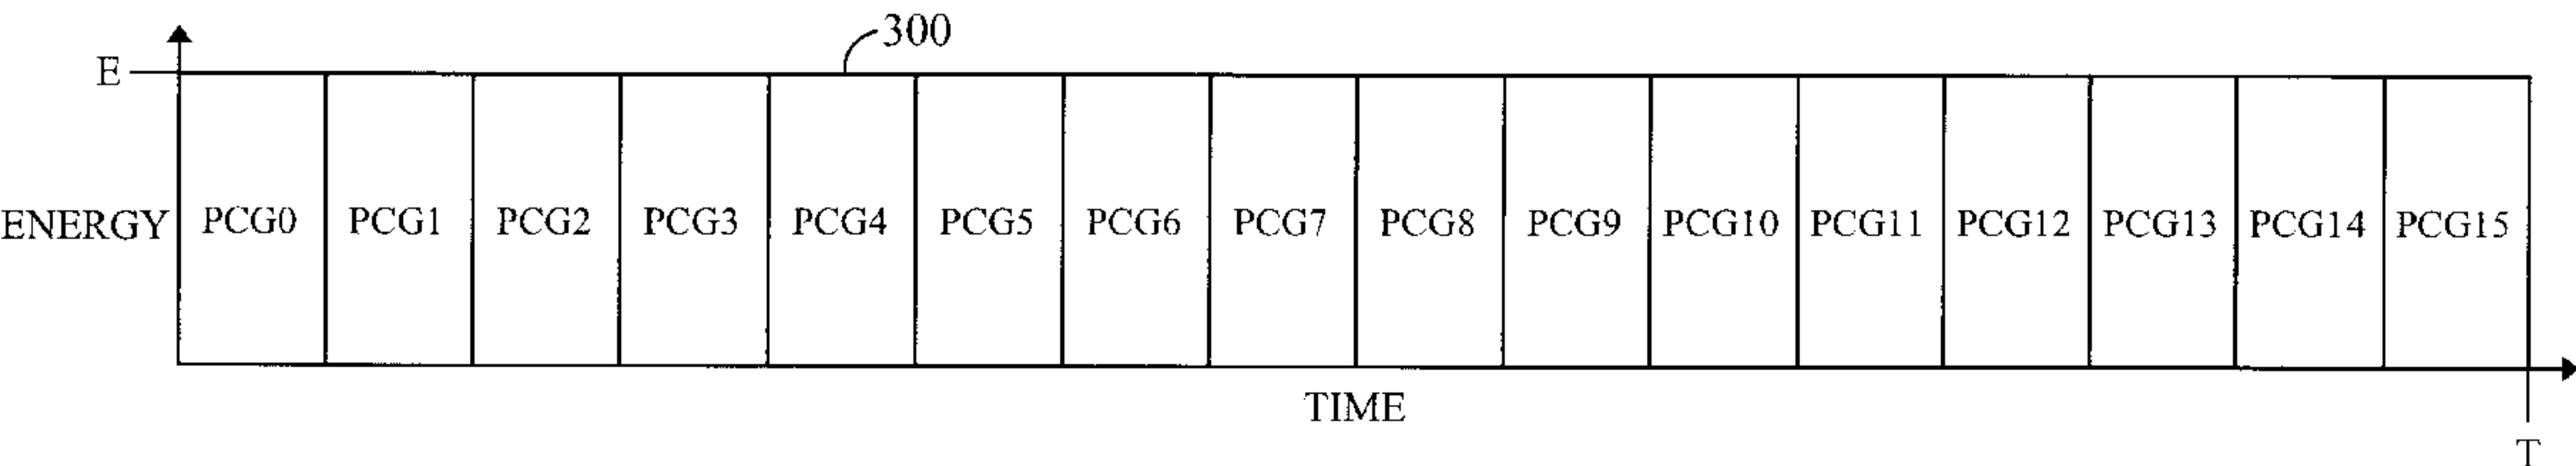 300
E
ENERGY PCG0 PCG1 PCG2 PCG3 PCG4 PCG5 PCG6 PCG7 PCG8 PCG9 PCG10 PCG11 PCG12 PCG13 PCG14 PCG15
TIME
T